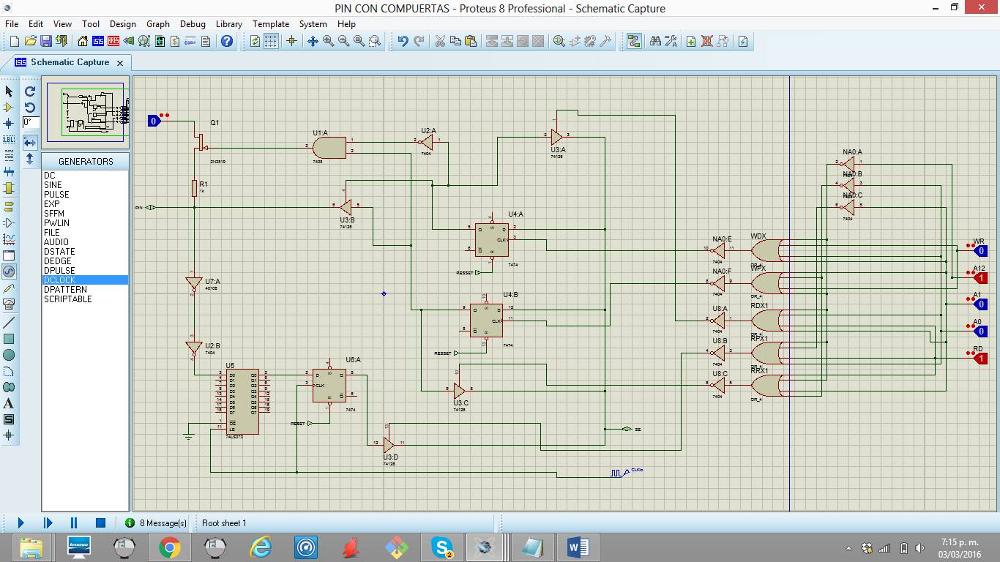 PIN CON COMPUERTAS - Proteus 8 Professional - Schematic Capture
File Edit View Tool Design Graph Debug Library Template System Help
Schematic Capture
0°
LBL
GENERATORS
DC
SINE
PULSE
EXP
SFFM
PWLIN
FILE
AUDIO
DSTATE
DEDGE
DPULSE
DCLOCK
DPATTERN
SCRIPTABLE
0
Q1
2N3819
R1
1k
PIN
U1:A
7408
U2:A
7404
U3:A
74126
U3:B
74126
U4:A
7474
RESSET
U4:B
7474
RESSET
U7:A
40106
U2:B
7404
U5
74LS373
U6:A
7474
RESET
U3:C
74126
U3:D
74126
SE
CLKip
NA0:A
NA0:B
NA0:C
7404
NA0:E
7404
NA0:F
7404
U8:A
7404
U8:B
7404
U8:C
7404
WDX
WPX
OR_4
RDX1
RPX1
RRX1
OR_4
WR
0
A12
1
A1
0
A0
0
RD
1
8 Message(s)
Root sheet 1
7:15 p. m.
03/03/2016